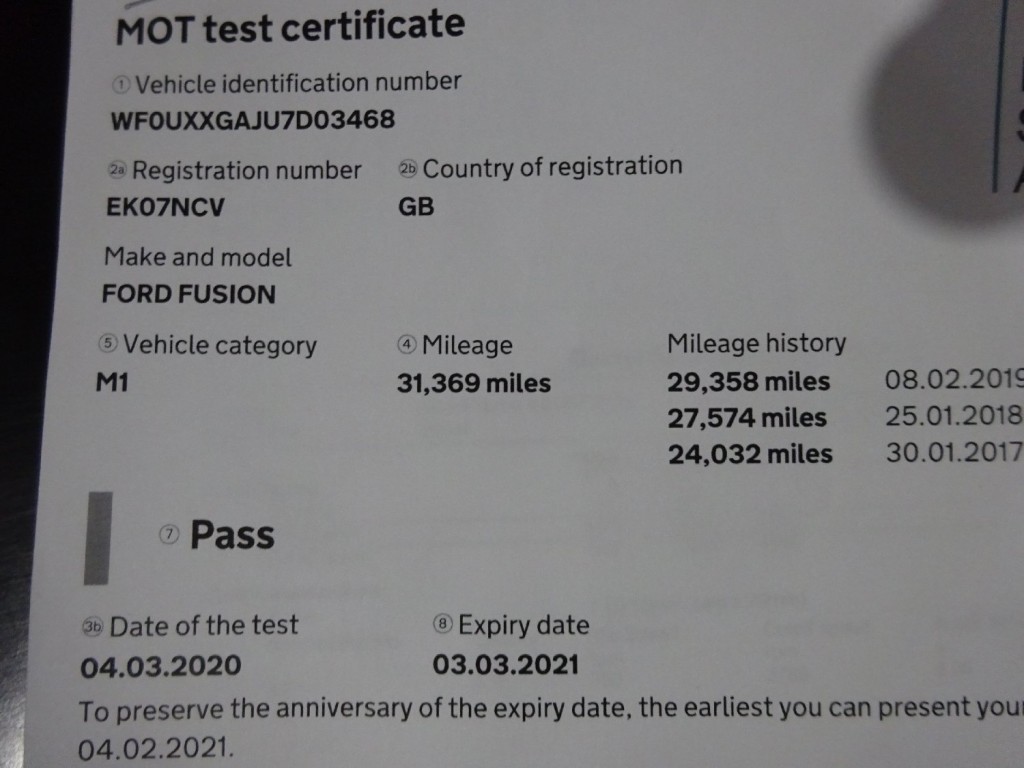 MOT test certificate
1 Vehicle identification number
WF0UXXGAJU7D03468
2a Registration number 2b Country of registration
EK07NCV GB
Make and model
FORD FUSION
5 Vehicle category 4 Mileage Mileage history
M1 31,369 miles 29,358 miles 08.02.2019
27,574 miles 25.01.2018
24,032 miles 30.01.2017
7 Pass
3b Date of the test 8 Expiry date
04.03.2020 03.03.2021
To preserve the anniversary of the expiry date, the earliest you can present your
04.02.2021.